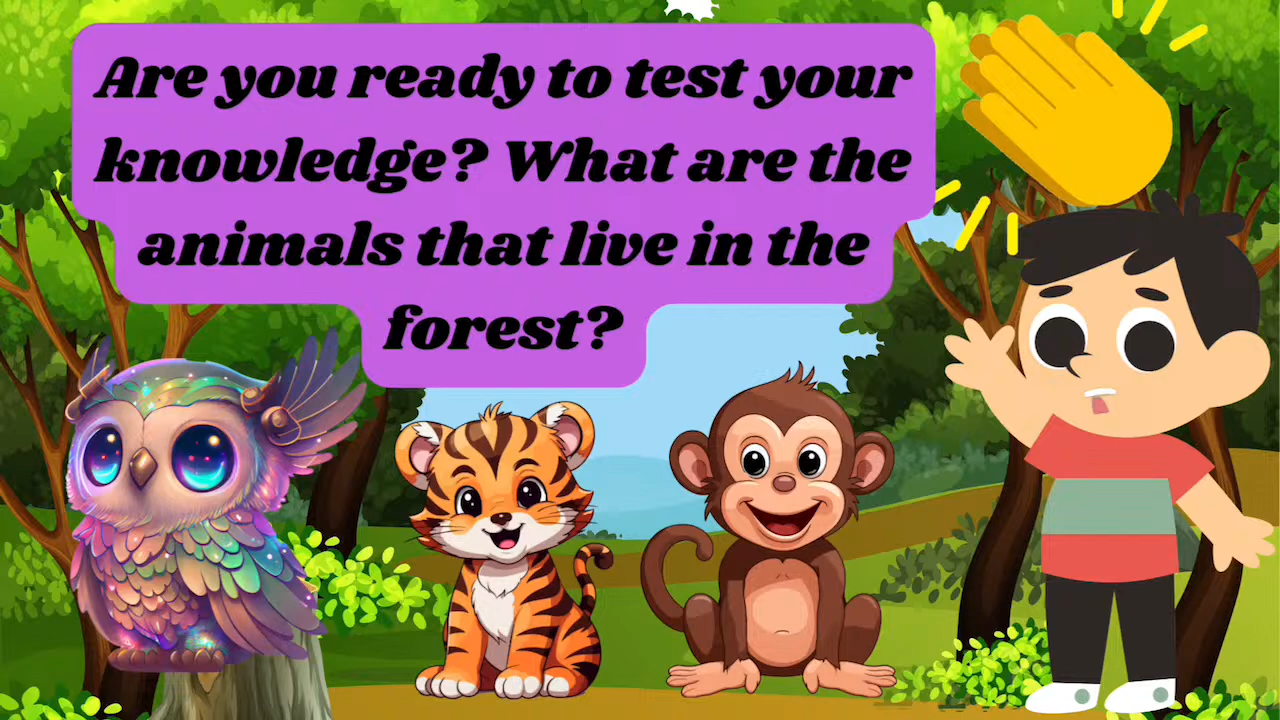 Are you ready to test your
knowledge? What are the
animals that live in the
forest?